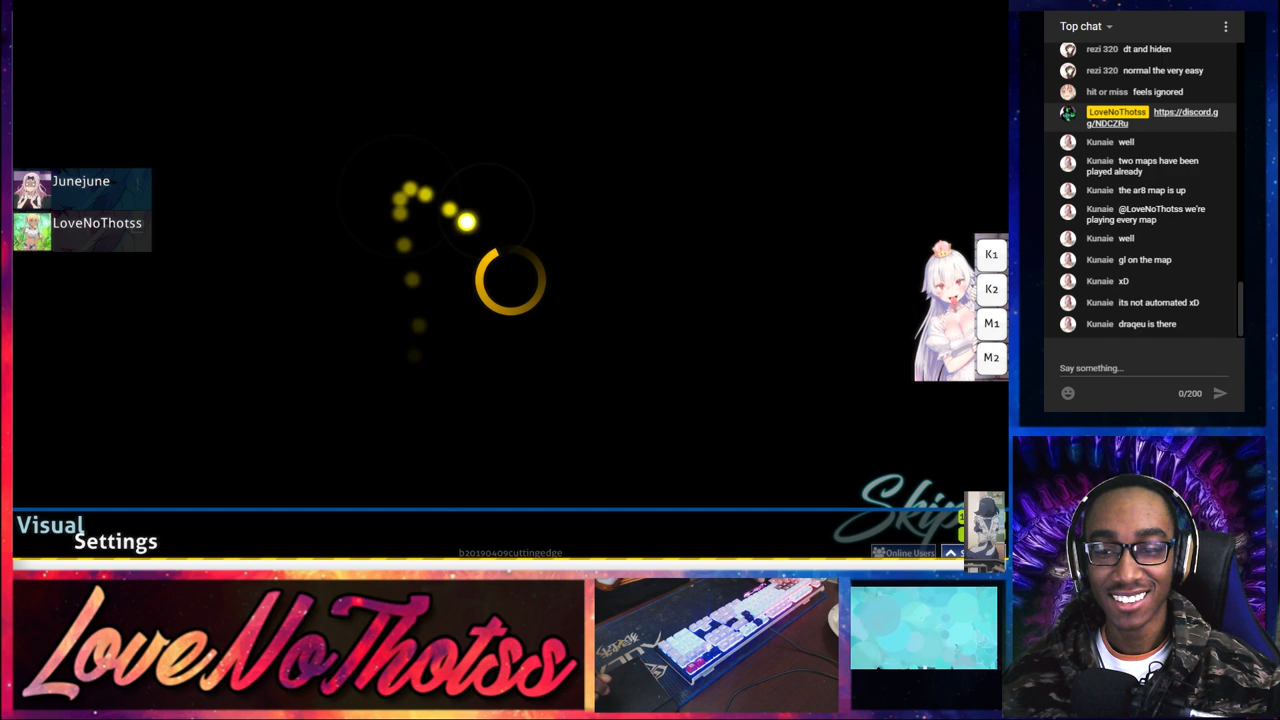 Junejune
LoveNoThotss
K1
K2
M1
M2
Skip
Visual
Settings
b20190409cuttingedge
Online Users
LoveNoThotss
Top chat
rezi 320 dt and hiden
rezi 320 normal the very easy
hit or miss feels ignored
LoveNoThotss https://discord.g
g/NDCZRu
Kunaie well
Kunaie two maps have been
played already
Kunaie the ar8 map is up
Kunaie @LoveNoThotss we're
playing every map
Kunaie well
Kunaie gl on the map
Kunaie xD
Kunaie its not automated xD
Kunaie draqeu is there
Say something...
0/200